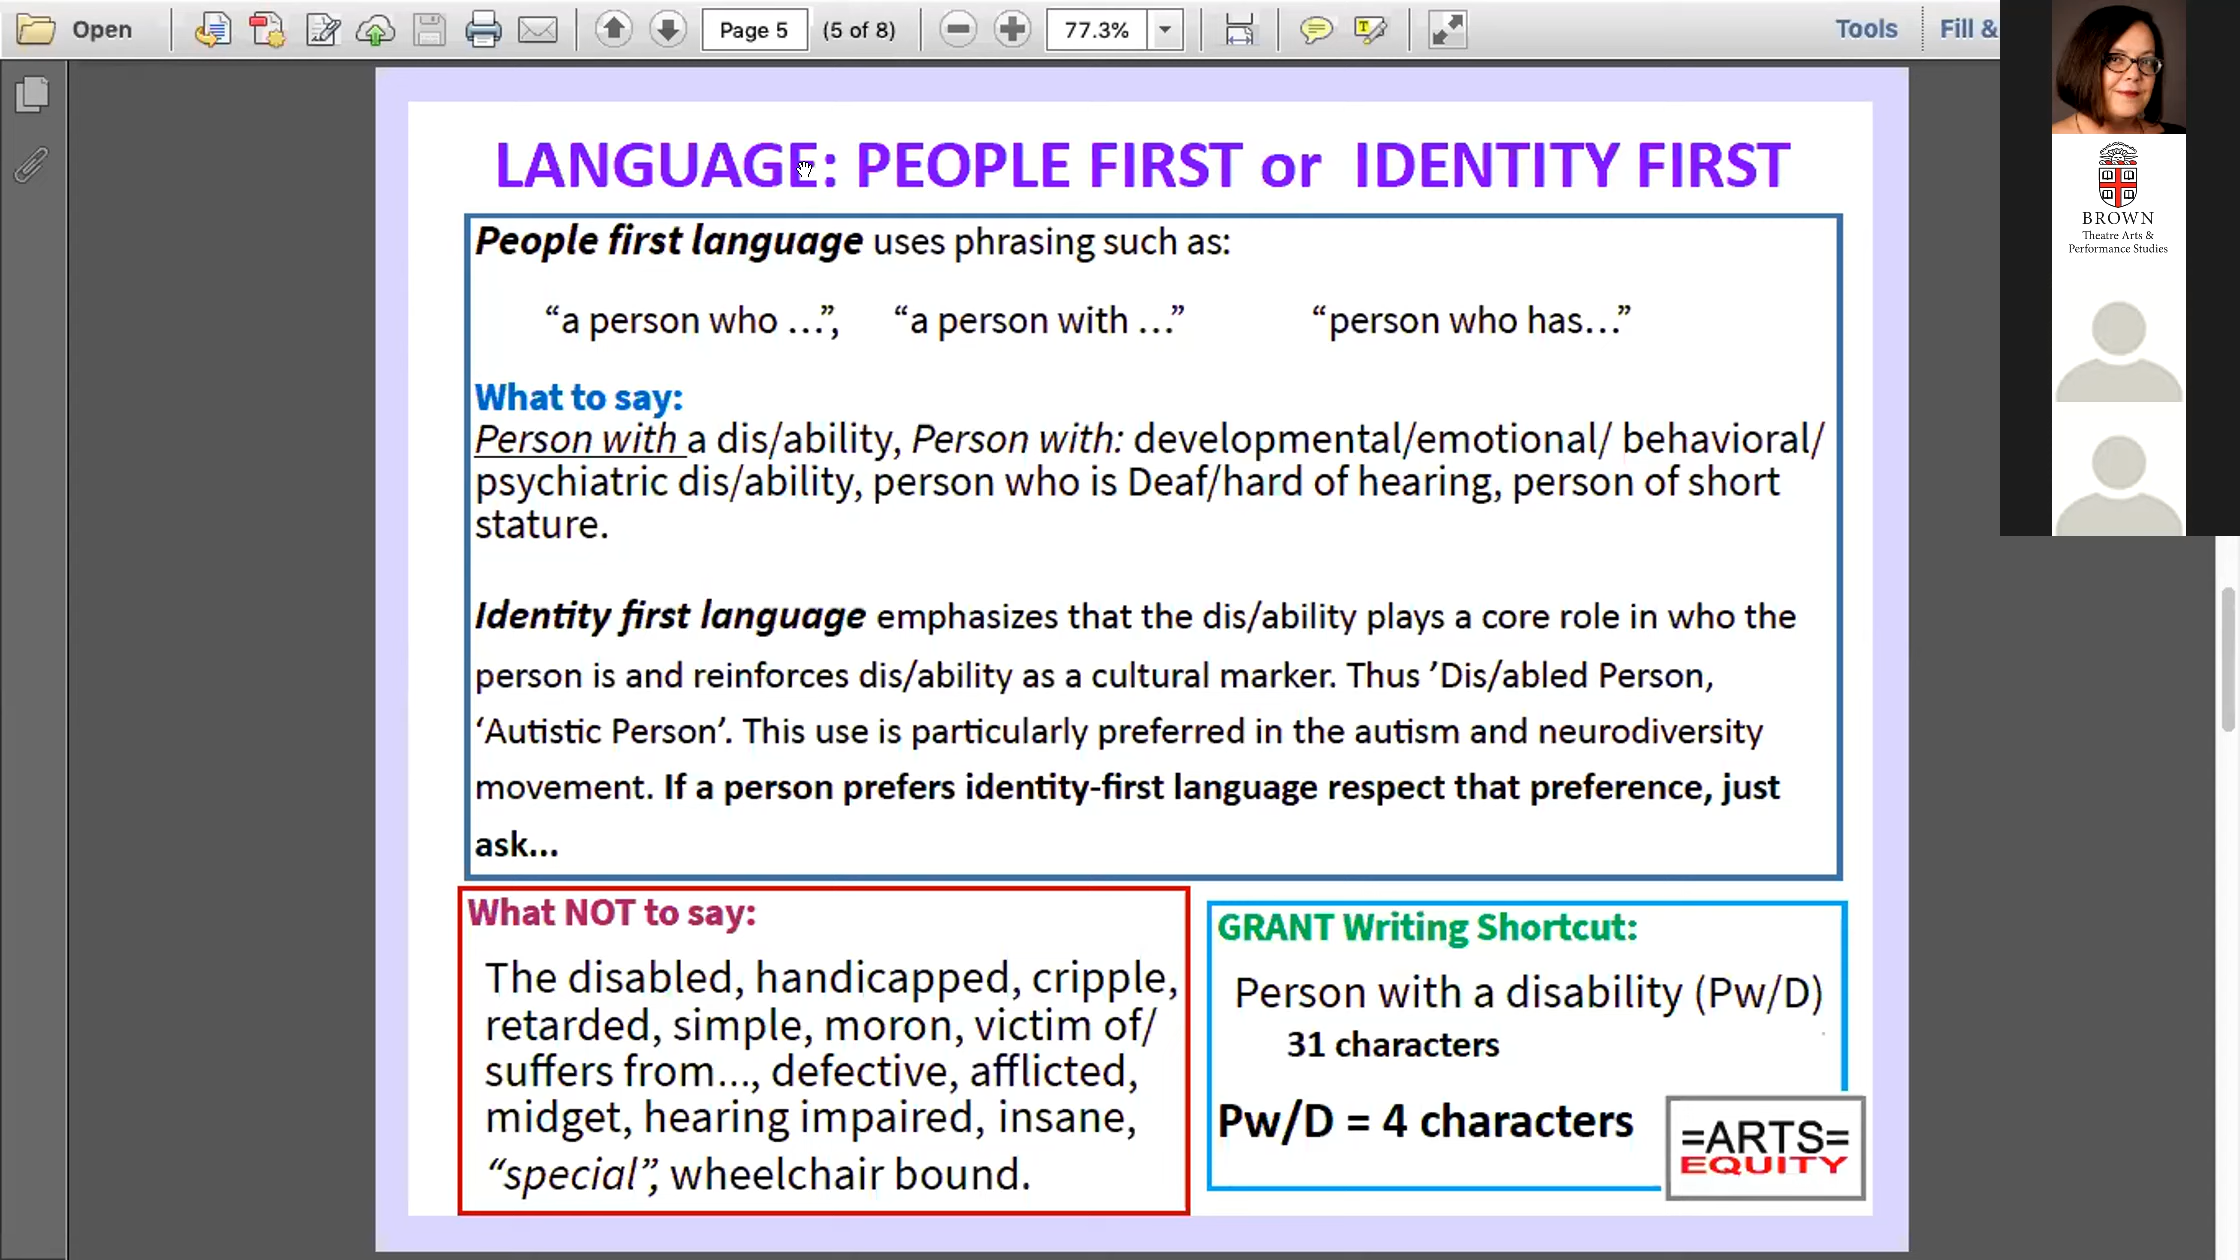 Open
Page 5
(5 of 8)
77.3%
Tools
Fill &
LANGUAGE: PEOPLE FIRST or IDENTITY FIRST
People first language uses phrasing such as:
“a person who ...”, “a person with ...” “person who has...”
What to say:
Person with a dis/ability, Person with: developmental/emotional/ behavioral/
psychiatric dis/ability, person who is Deaf/hard of hearing, person of short
stature.
Identity first language emphasizes that the dis/ability plays a core role in who the
person is and reinforces dis/ability as a cultural marker. Thus ’Dis/abled Person,
‘Autistic Person’. This use is particularly preferred in the autism and neurodiversity
movement. If a person prefers identity-first language respect that preference, just
ask...
What NOT to say:
The disabled, handicapped, cripple,
retarded, simple, moron, victim of/
suffers from..., defective, afflicted,
midget, hearing impaired, insane,
“special”, wheelchair bound.
GRANT Writing Shortcut:
Person with a disability (Pw/D)
31 characters
Pw/D = 4 characters
=ARTS=
EQUITY
BROWN
Theatre Arts &
Performance Studies